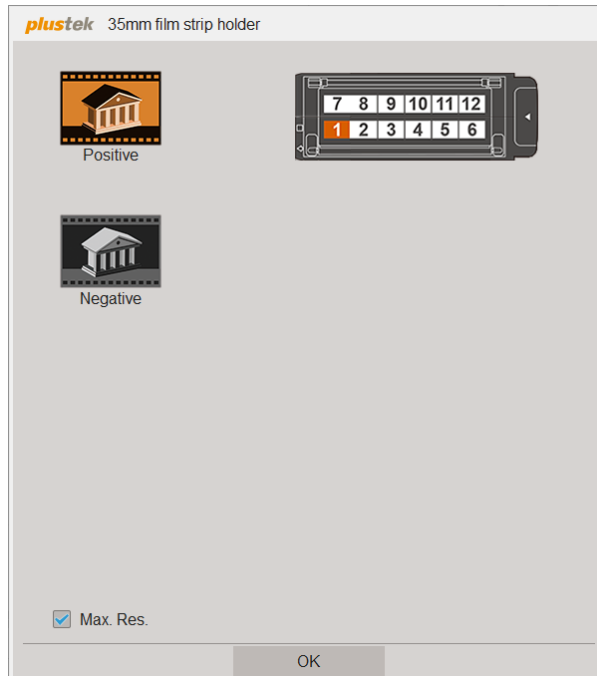 plustek 35mm film strip holder
7 8 9 10 11 12
1 2 3 4 5 6
Positive
Negative
Max. Res.
OK